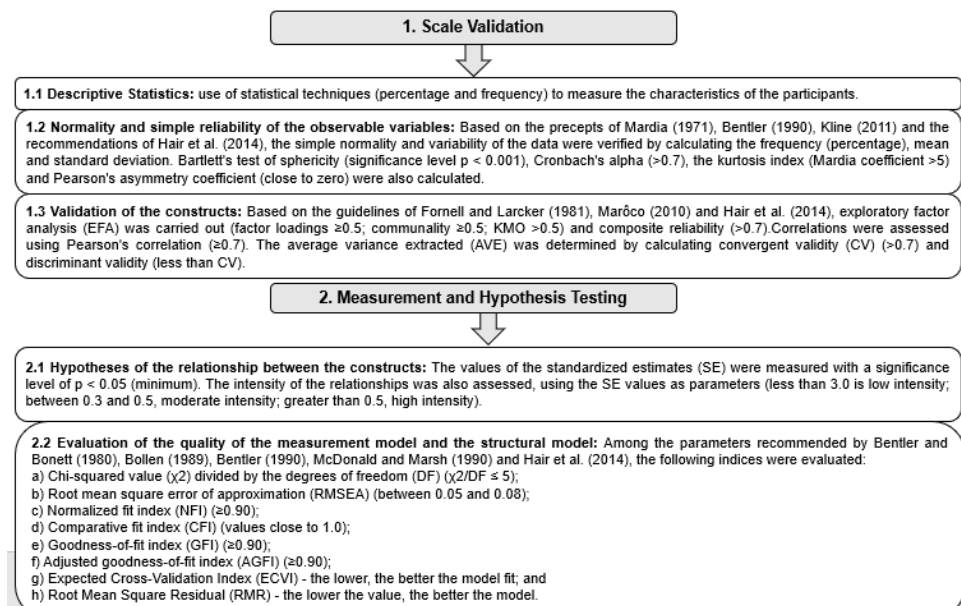 1. Scale Validation
1.1 Descriptive Statistics: use of statistical techniques (percentage and frequency) to measure the characteristics of the participants.
1.2 Normality and simple reliability of the observable variables: Based on the precepts of Mardia (1971), Bentler (1990), Kline (2011) and the
recommendations of Hair et al. (2014), the simple normality and variability of the data were verified by calculating the frequency (percentage), mean
and standard deviation. Bartlett's test of sphericity (significance level p < 0.001), Cronbach's alpha (>0.7), the kurtosis index (Mardia coefficient >5)
and Pearson's asymmetry coefficient (close to zero) were also calculated.
1.3 Validation of the constructs: Based on the guidelines of Fornell and Larcker (1981), Marôco (2010) and Hair et al. (2014), exploratory factor
analysis (EFA) was carried out (factor loadings ≥0.5; communality ≥0.5; KMO >0.5) and composite reliability (>0.7).Correlations were assessed
using Pearson's correlation (≥0.7). The average variance extracted (AVE) was determined by calculating convergent validity (CV) (>0.7) and
discriminant validity (less than CV).
2. Measurement and Hypothesis Testing
2.1 Hypotheses of the relationship between the constructs: The values of the standardized estimates (SE) were measured with a significance
level of p < 0.05 (minimum). The intensity of the relationships was also assessed, using the SE values as parameters (less than 3.0 is low intensity;
between 0.3 and 0.5, moderate intensity; greater than 0.5, high intensity).
2.2 Evaluation of the quality of the measurement model and the structural model: Among the parameters recommended by Bentler and
Bonett (1980), Bollen (1989), Bentler (1990), McDonald and Marsh (1990) and Hair et al. (2014), the following indices were evaluated:
a) Chi-squared value (χ2) divided by the degrees of freedom (DF) (χ2/DF ≤ 5);
b) Root mean square error of approximation (RMSEA) (between 0.05 and 0.08);
c) Normalized fit index (NFI) (≥0.90);
d) Comparative fit index (CFI) (values close to 1.0);
e) Goodness-of-fit index (GFI) (≥0.90);
f) Adjusted goodness-of-fit index (AGFI) (≥0.90);
g) Expected Cross-Validation Index (ECVI) - the lower, the better the model fit; and
h) Root Mean Square Residual (RMR) - the lower the value, the better the model.